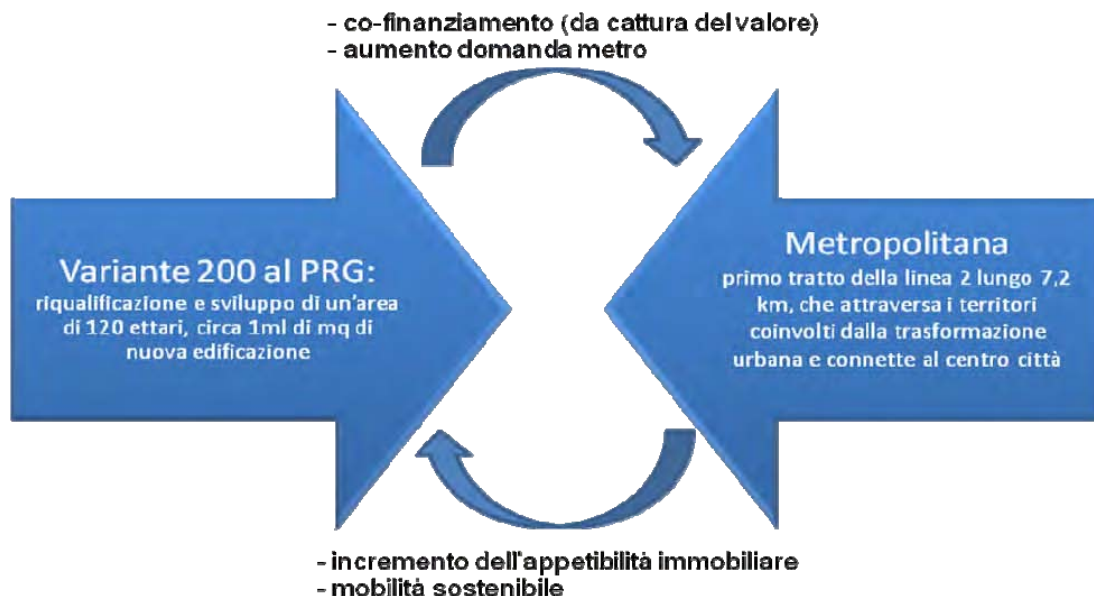 - co-finanziamento (da cattura del valore)
- aumento domanda metro
Variante 200 al PRG:
riqualificazione e sviluppo di un'area
di 120 ettari, circa 1ml di mq di
nuova edificazione
Metropolitana
primo tratto della linea 2 lungo 7,2
km, che attraversa i territori
coinvolti dalla trasformazione
urbana e connette al centro città
- incremento dell'appetibilità immobiliare
- mobilità sostenibile